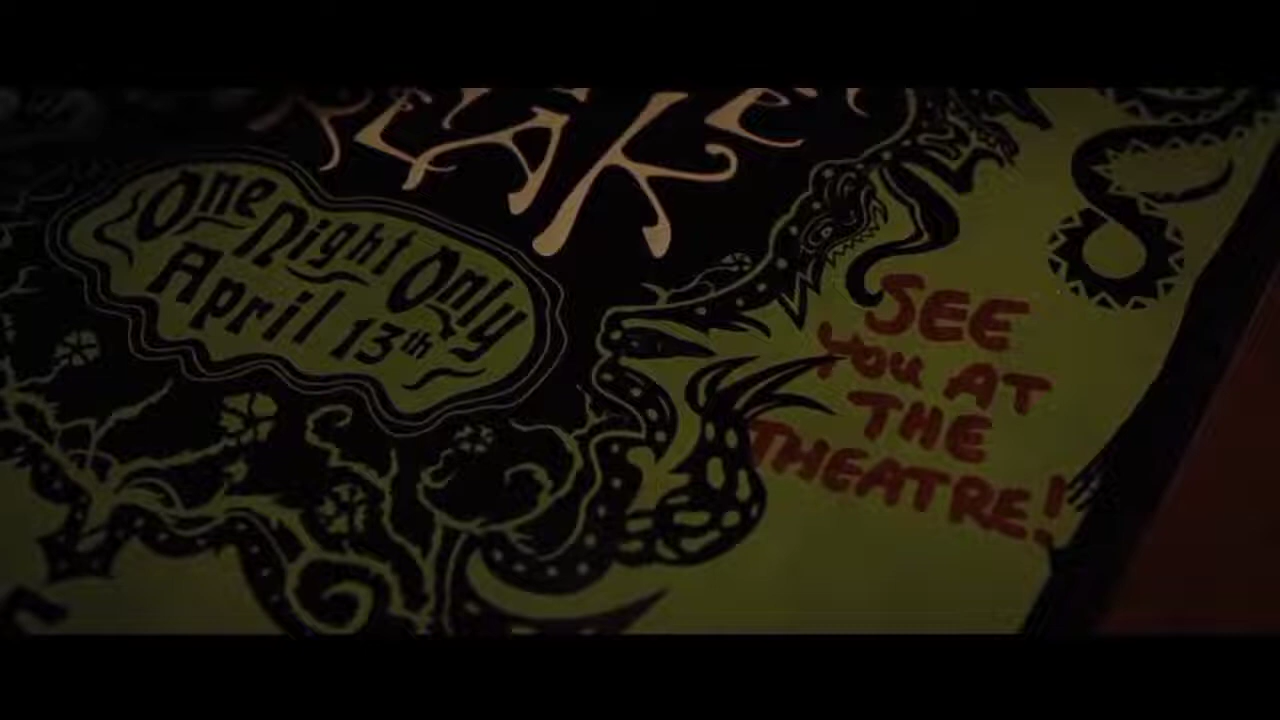 One Night Only
April 13th
SEE
YOU AT
THE
THEATRE!